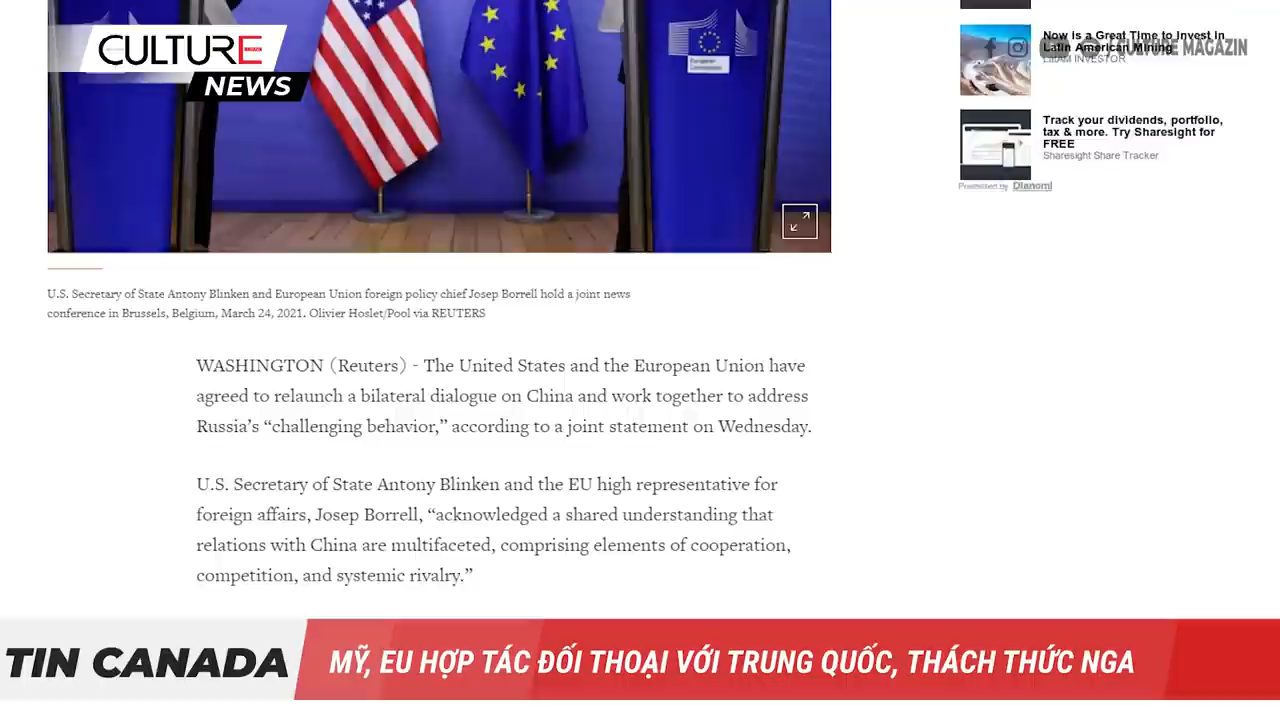 CULTURE
NEWS
European
Commission
Now is a Great Time to Invest in
Latin American Mining
LatAM INVESTOR
/ CULTURE MAGAZIN
Track your dividends, portfolio,
tax & more. Try Sharesight for
FREE
Sharesight Share Tracker
Dianomi
U.S. Secretary of State Antony Blinken and European Union foreign policy chief Josep Borrell hold a joint news
conference in Brussels, Belgium, March 24, 2021. Olivier Hoslet/Pool via REUTERS
WASHINGTON (Reuters) - The United States and the European Union have
agreed to relaunch a bilateral dialogue on China and work together to address
Russia’s “challenging behavior,” according to a joint statement on Wednesday.
U.S. Secretary of State Antony Blinken and the EU high representative for
foreign affairs, Josep Borrell, “acknowledged a shared understanding that
relations with China are multifaceted, comprising elements of cooperation,
competition, and systemic rivalry.”
TIN CANADA
MỸ, EU HỢP TÁC ĐỐI THOẠI VỚI TRUNG QUỐC, THÁCH THỨC NGA